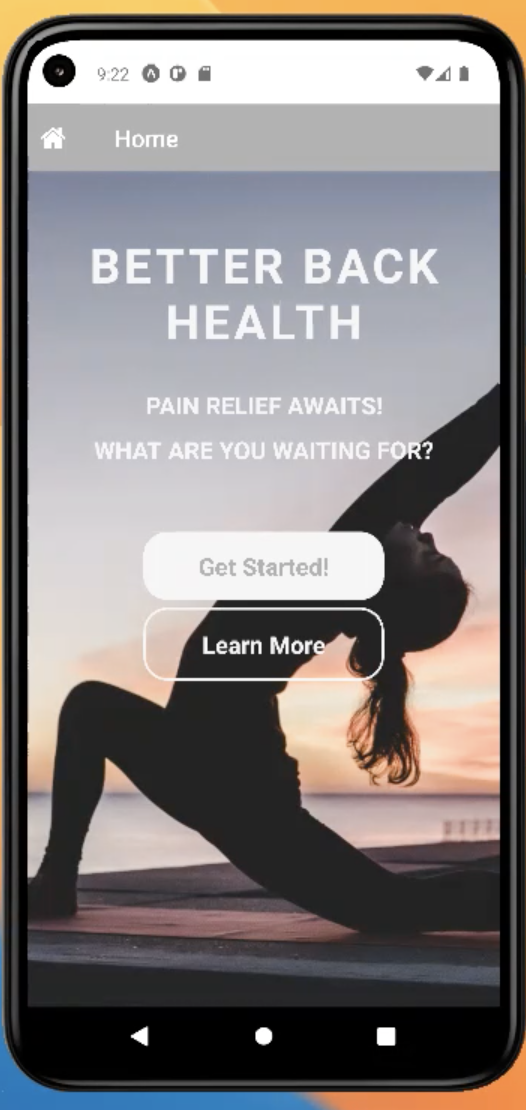 9:22
Home
BETTER BACK
HEALTH
PAIN RELIEF AWAITS!
WHAT ARE YOU WAITING FOR?
Get Started!
Learn More